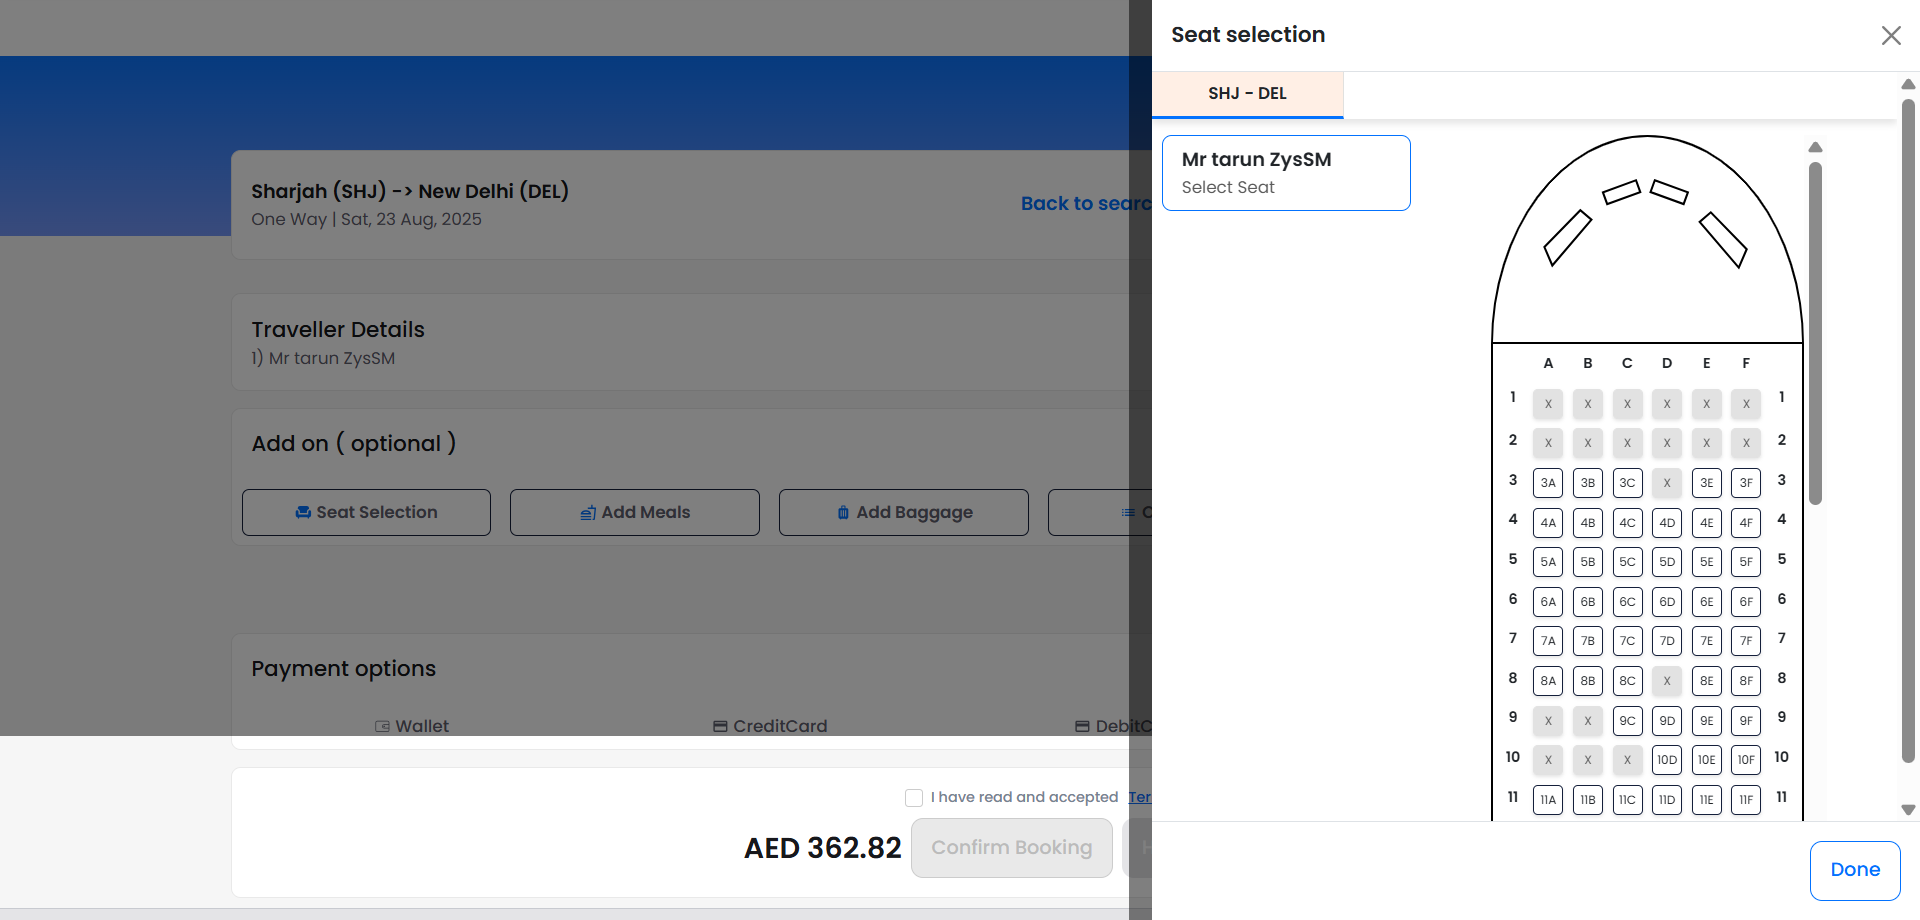 Sharjah (SHJ) -> New Delhi (DEL)
One Way | Sat, 23 Aug, 2025
Back to
Traveller Details
1) Mr tarun ZysSM
Add on ( optional )
Seat Selection
Add Meals
Add Baggage
Payment options
Wallet
CreditCard
I have read and accepted
AED 362.82
Confirm Booking
Seat selection
SHJ - DEL
Mr tarun ZysSM
Select Seat
A B C D E F
1 X X X X X X 1
2 X X X X X X 2
3 3A 3B 3C X 3E 3F 3
4 4A 4B 4C 4D 4E 4F 4
5 5A 5B 5C 5D 5E 5F 5
6 6A 6B 6C 6D 6E 6F 6
7 7A 7B 7C 7D 7E 7F 7
8 8A 8B 8C X 8E 8F 8
9 X X 9C 9D 9E 9F 9
10 X X X 10D 10E 10F 10
11 11A 11B 11C 11D 11E 11F 11
Done